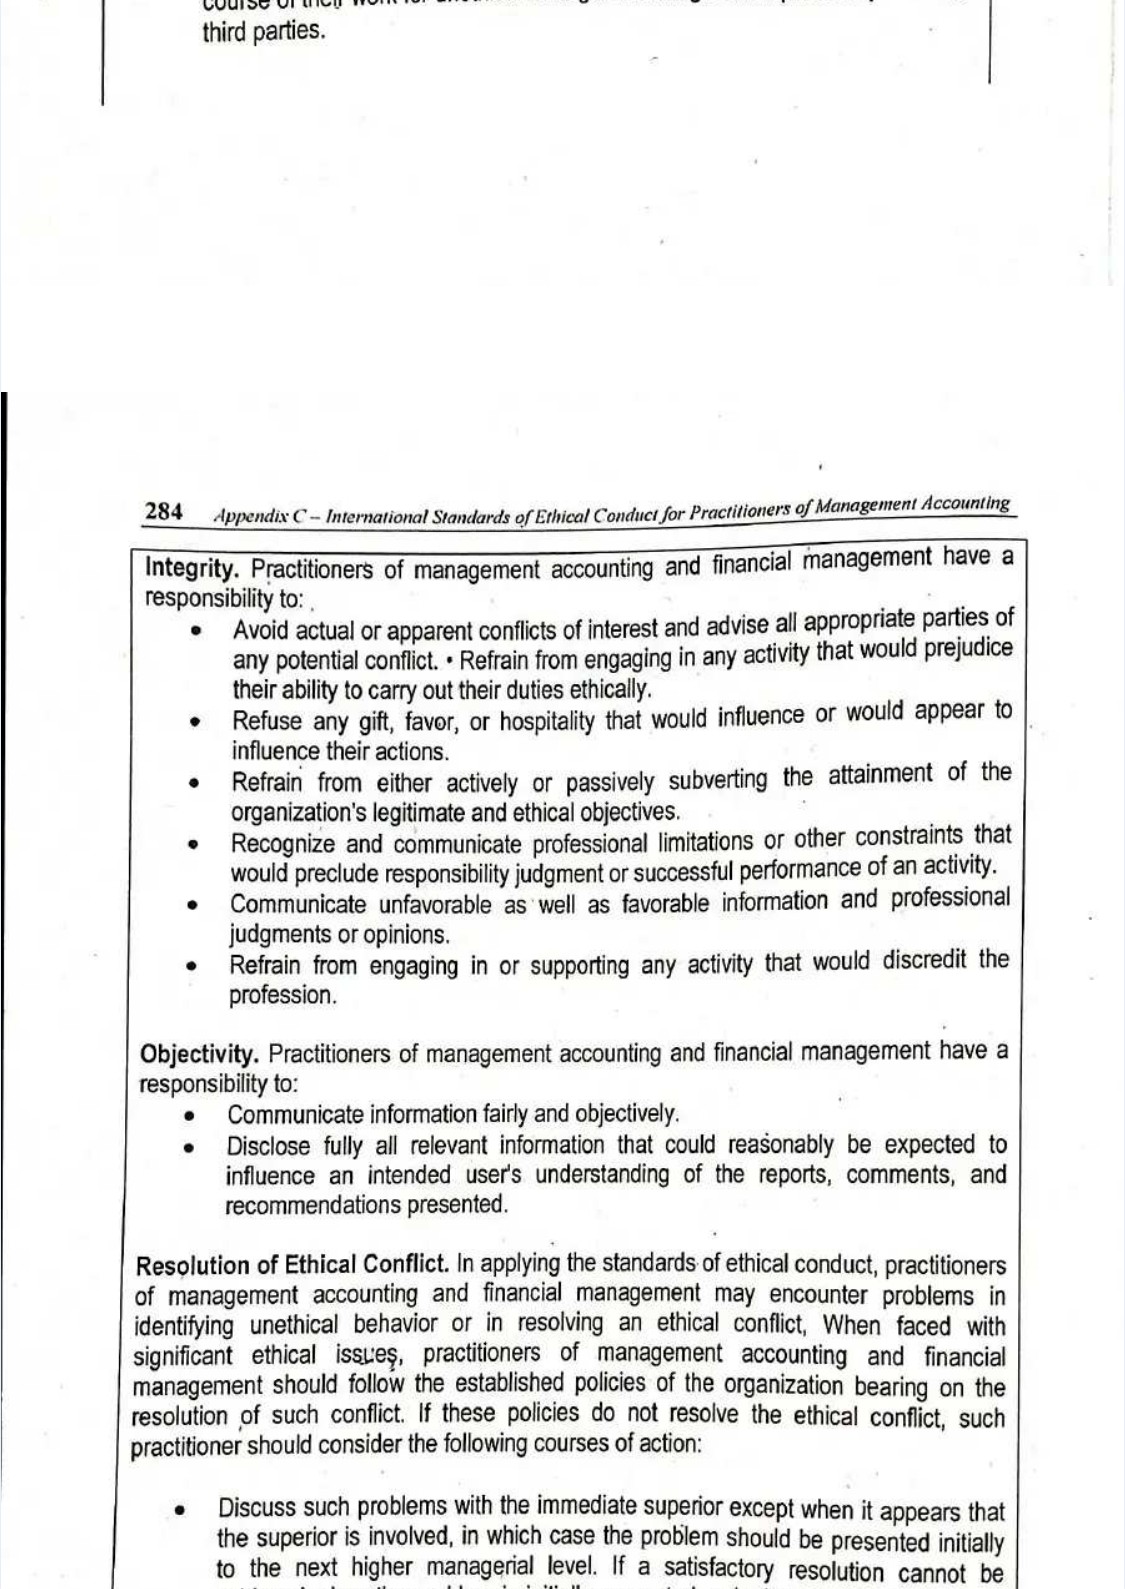 third parties.
284 Appendix C – International Standards of Ethical Conduct for Practitioners of Management Accounting
Integrity. Practitioners of management accounting and financial management have a
responsibility to:
• Avoid actual or apparent conflicts of interest and advise all appropriate parties of
any potential conflict. • Refrain from engaging in any activity that would prejudice
their ability to carry out their duties ethically.
• Refuse any gift, favor, or hospitality that would influence or would appear to
influence their actions.
• Refrain from either actively or passively subverting the attainment of the
organization's legitimate and ethical objectives.
• Recognize and communicate professional limitations or other constraints that
would preclude responsibility judgment or successful performance of an activity.
• Communicate unfavorable as well as favorable information and professional
judgments or opinions.
• Refrain from engaging in or supporting any activity that would discredit the
profession.
Objectivity. Practitioners of management accounting and financial management have a
responsibility to:
• Communicate information fairly and objectively.
• Disclose fully all relevant information that could reasonably be expected to
influence an intended user's understanding of the reports, comments, and
recommendations presented.
Resolution of Ethical Conflict. In applying the standards of ethical conduct, practitioners
of management accounting and financial management may encounter problems in
identifying unethical behavior or in resolving an ethical conflict, When faced with
significant ethical issues, practitioners of management accounting and financial
management should follow the established policies of the organization bearing on the
resolution of such conflict. If these policies do not resolve the ethical conflict, such
practitioner should consider the following courses of action:
• Discuss such problems with the immediate superior except when it appears that
the superior is involved, in which case the problem should be presented initially
to the next higher managerial level. If a satisfactory resolution cannot be